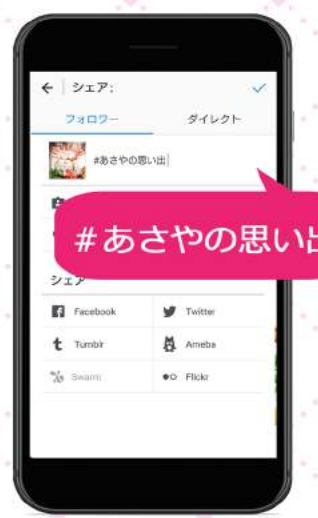 シェア:
フォロワー ダイレクト
#あさやの思い出
#あさやの思い出
シェア
Facebook Twitter
Tumblr Ameba
Swarm Flickr